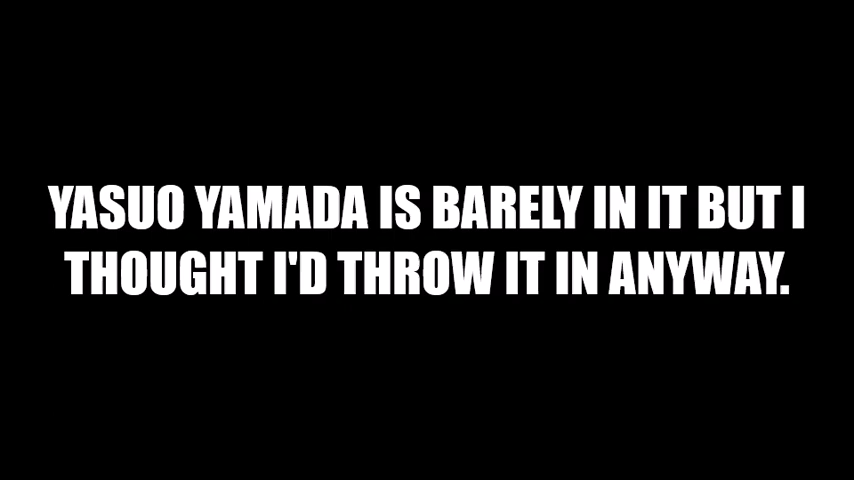 YASUO YAMADA IS BARELY IN IT BUT I
THOUGHT I'D THROW IT IN ANYWAY.